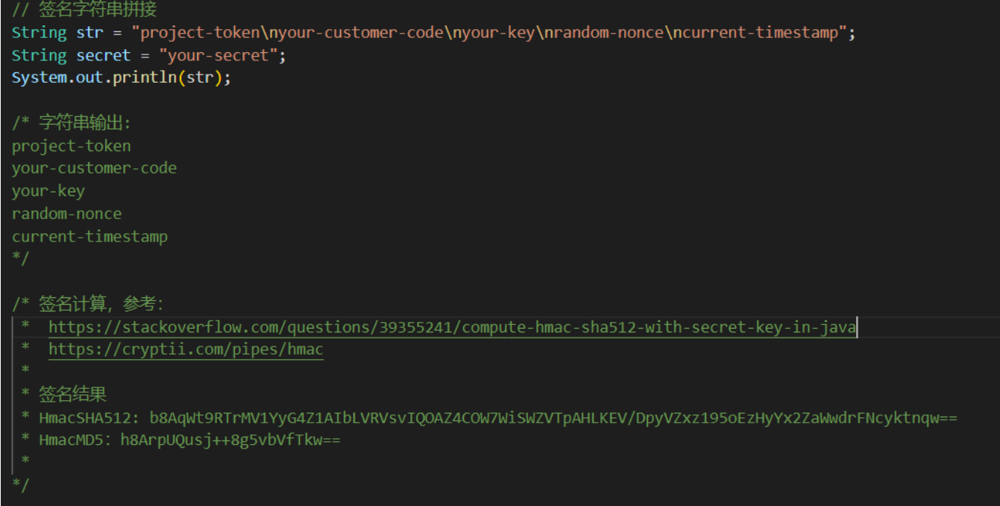 // 签名字符串拼接
String str = "project-token\nyour-customer-code\nyour-key\nrandom-nonce\ncurrent-timestamp";
String secret = "your-secret";
System.out.println(str);
/* 字符串输出:
project-token
your-customer-code
your-key
random-nonce
current-timestamp
*/
/* 签名计算, 参考:
* https://stackoverflow.com/questions/39355241/compute-hmac-sha512-with-secret-key-in-java
* https://cryptii.com/pipes/hmac
*
* 签名结果
* HmacSHA512: b8AqWt9RTrMV1YyG4Z1AIbLVRVsvIQOAZ4COW7WiSWZVTpAHLKEV/DpyVZxz195oEzHyYx2ZaWwdrFNcyktnqw==
* HmacMD5: h8ArpUQusj++8g5vbVfTkw==
*
*/